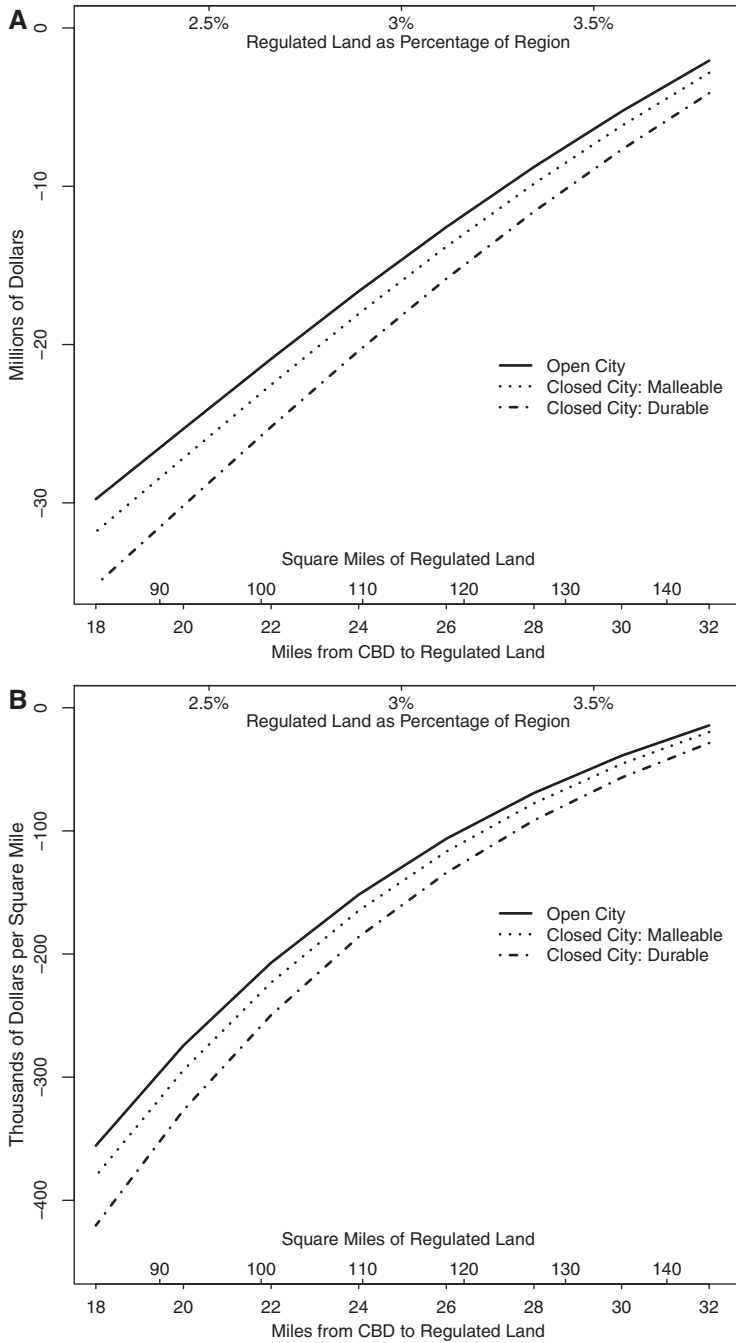 A
2.5% 3% 3.5%
Regulated Land as Percentage of Region
0
−10
−20
−30
Millions of Dollars
Open City
Closed City: Malleable
Closed City: Durable
Square Miles of Regulated Land
90 100 110 120 130 140
18 20 22 24 26 28 30 32
Miles from CBD to Regulated Land
B
2.5% 3% 3.5%
Regulated Land as Percentage of Region
0
−100
−200
−300
−400
Thousands of Dollars per Square Mile
Open City
Closed City: Malleable
Closed City: Durable
Square Miles of Regulated Land
90 100 110 120 130 140
18 20 22 24 26 28 30 32
Miles from CBD to Regulated Land